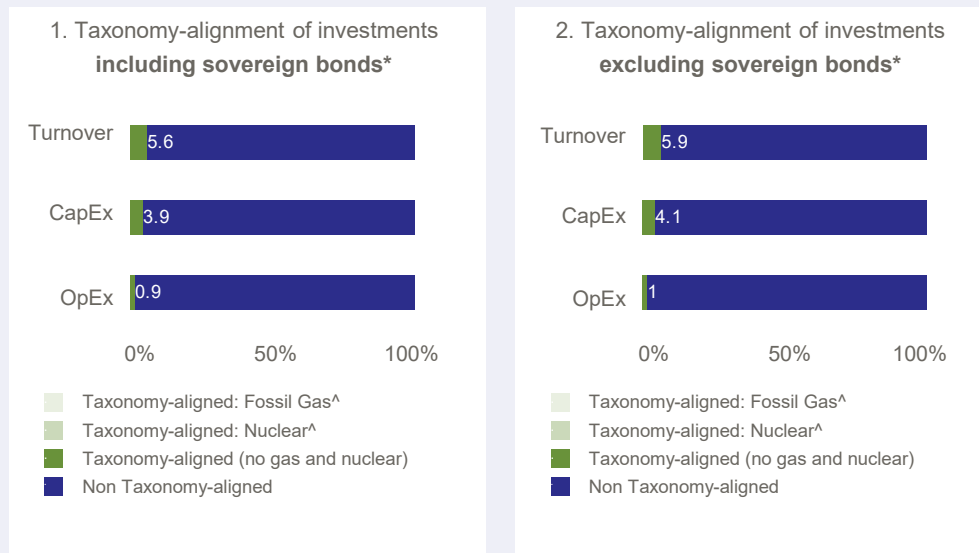 1. Taxonomy-alignment of investments
including sovereign bonds*
Turnover
5.6
CapEx
3.9
OpEx
0.9
0% 50% 100%
Taxonomy-aligned: Fossil Gas^
Taxonomy-aligned: Nuclear^
Taxonomy-aligned (no gas and nuclear)
Non Taxonomy-aligned
2. Taxonomy-alignment of investments
excluding sovereign bonds*
Turnover
5.9
CapEx
4.1
OpEx
1
0% 50% 100%
Taxonomy-aligned: Fossil Gas^
Taxonomy-aligned: Nuclear^
Taxonomy-aligned (no gas and nuclear)
Non Taxonomy-aligned